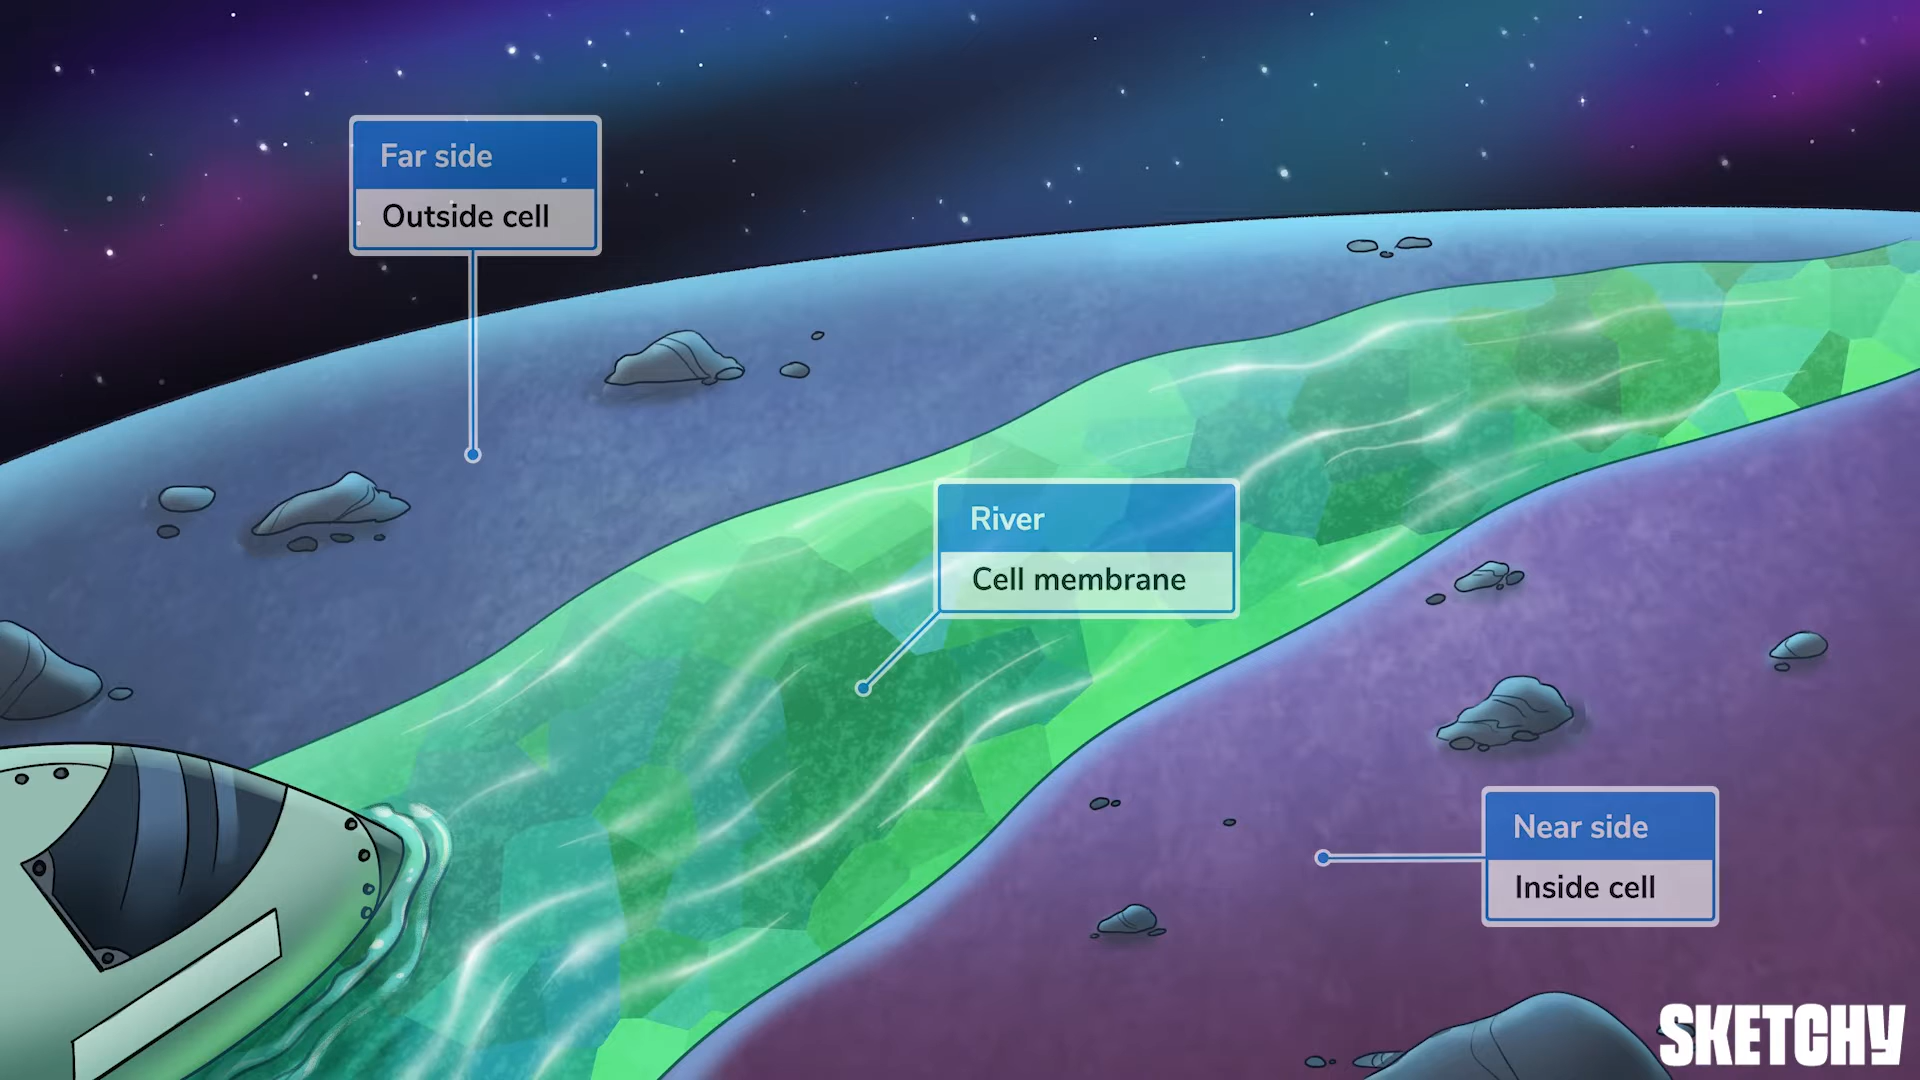 Far side
Outside cell
River
Cell membrane
Near side
Inside cell
SKETCHY